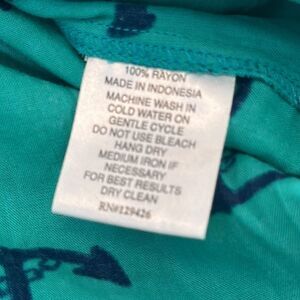 100% RAYON
MADE IN INDONESIA
MACHINE WASH IN
COLD WATER ON
GENTLE CYCLE
DO NOT USE BLEACH
HANG DRY
MEDIUM IRON IF
NECESSARY
FOR BEST RESULTS
DRY CLEAN
RN#129426